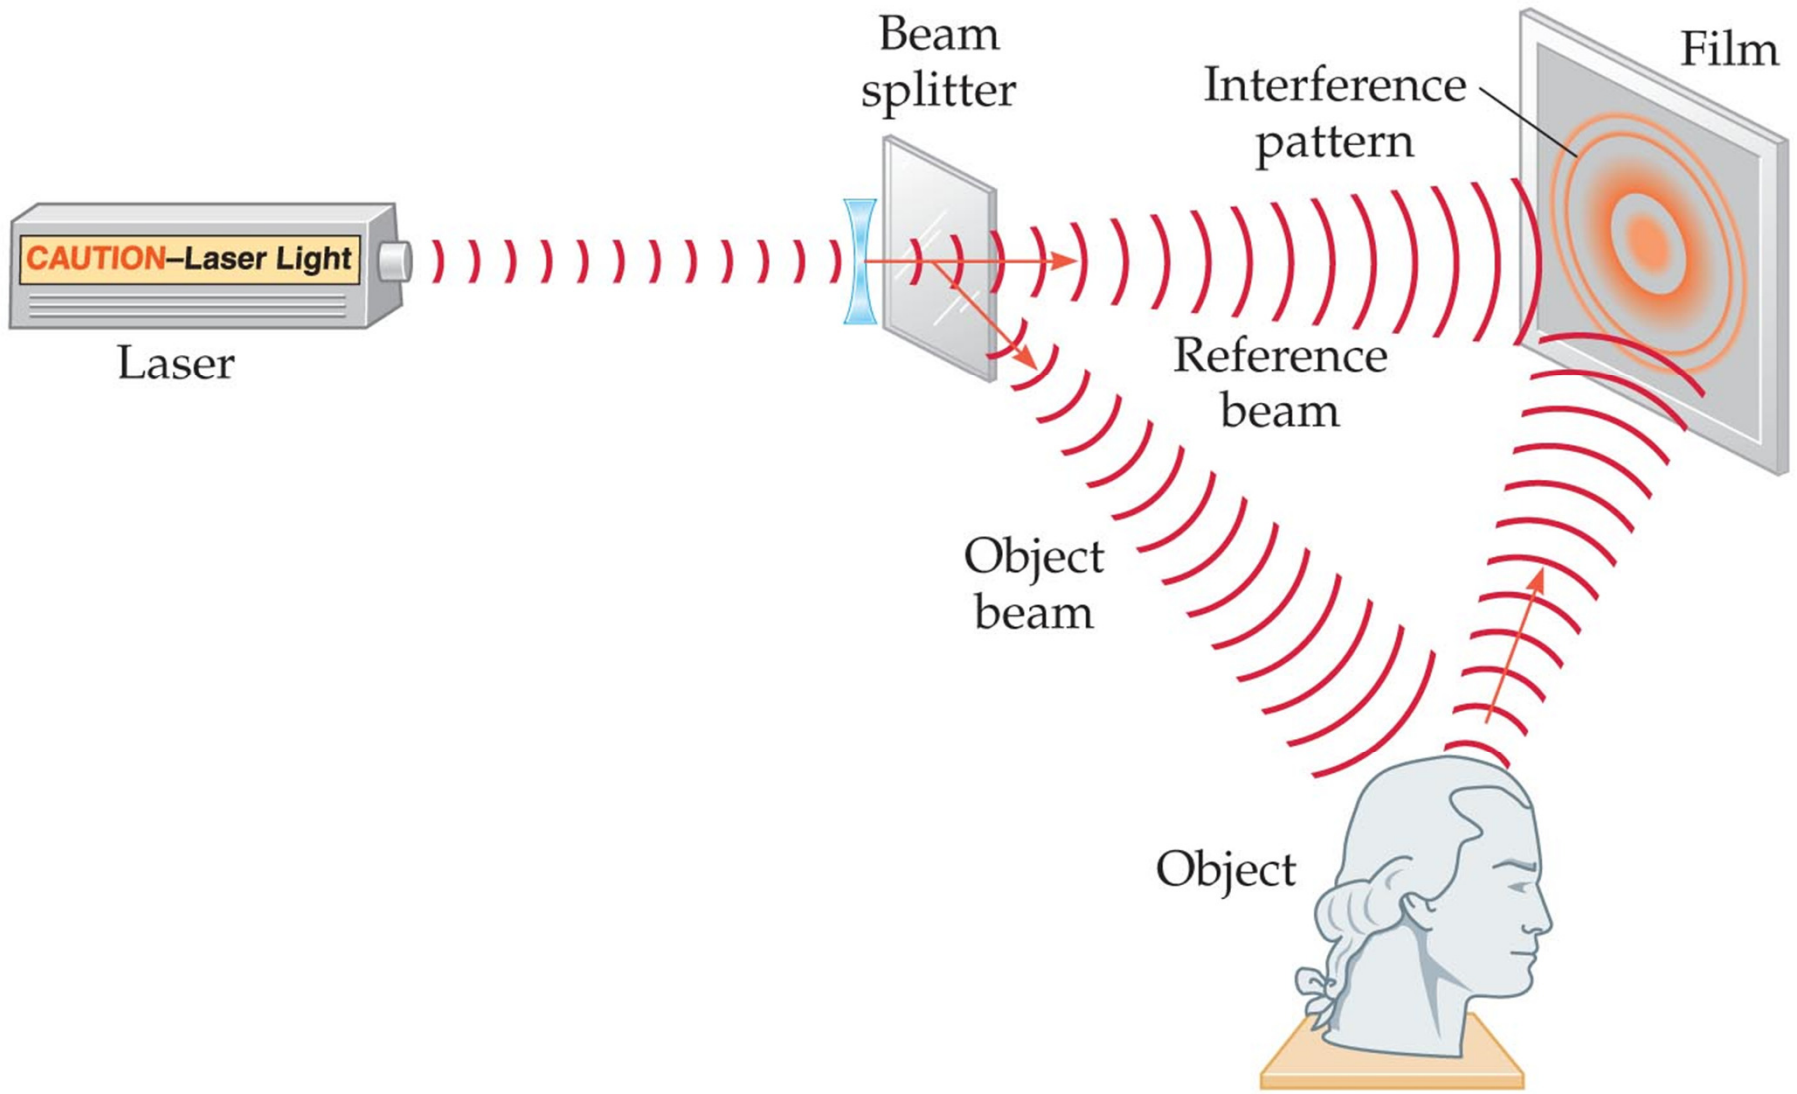 Beam
splitter
Film
Interference
pattern
CAUTION–Laser Light
Laser
Reference
beam
Object
beam
Object